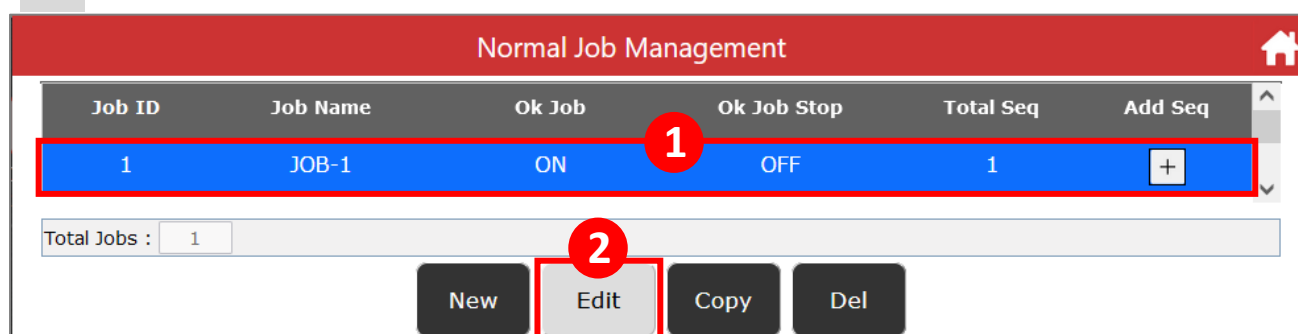 Normal Job Management
Job ID Job Name Ok Job Ok Job Stop Total Seq Add Seq
1
1 JOB-1 ON OFF 1 +
Total Jobs : 1
2
New Edit Copy Del